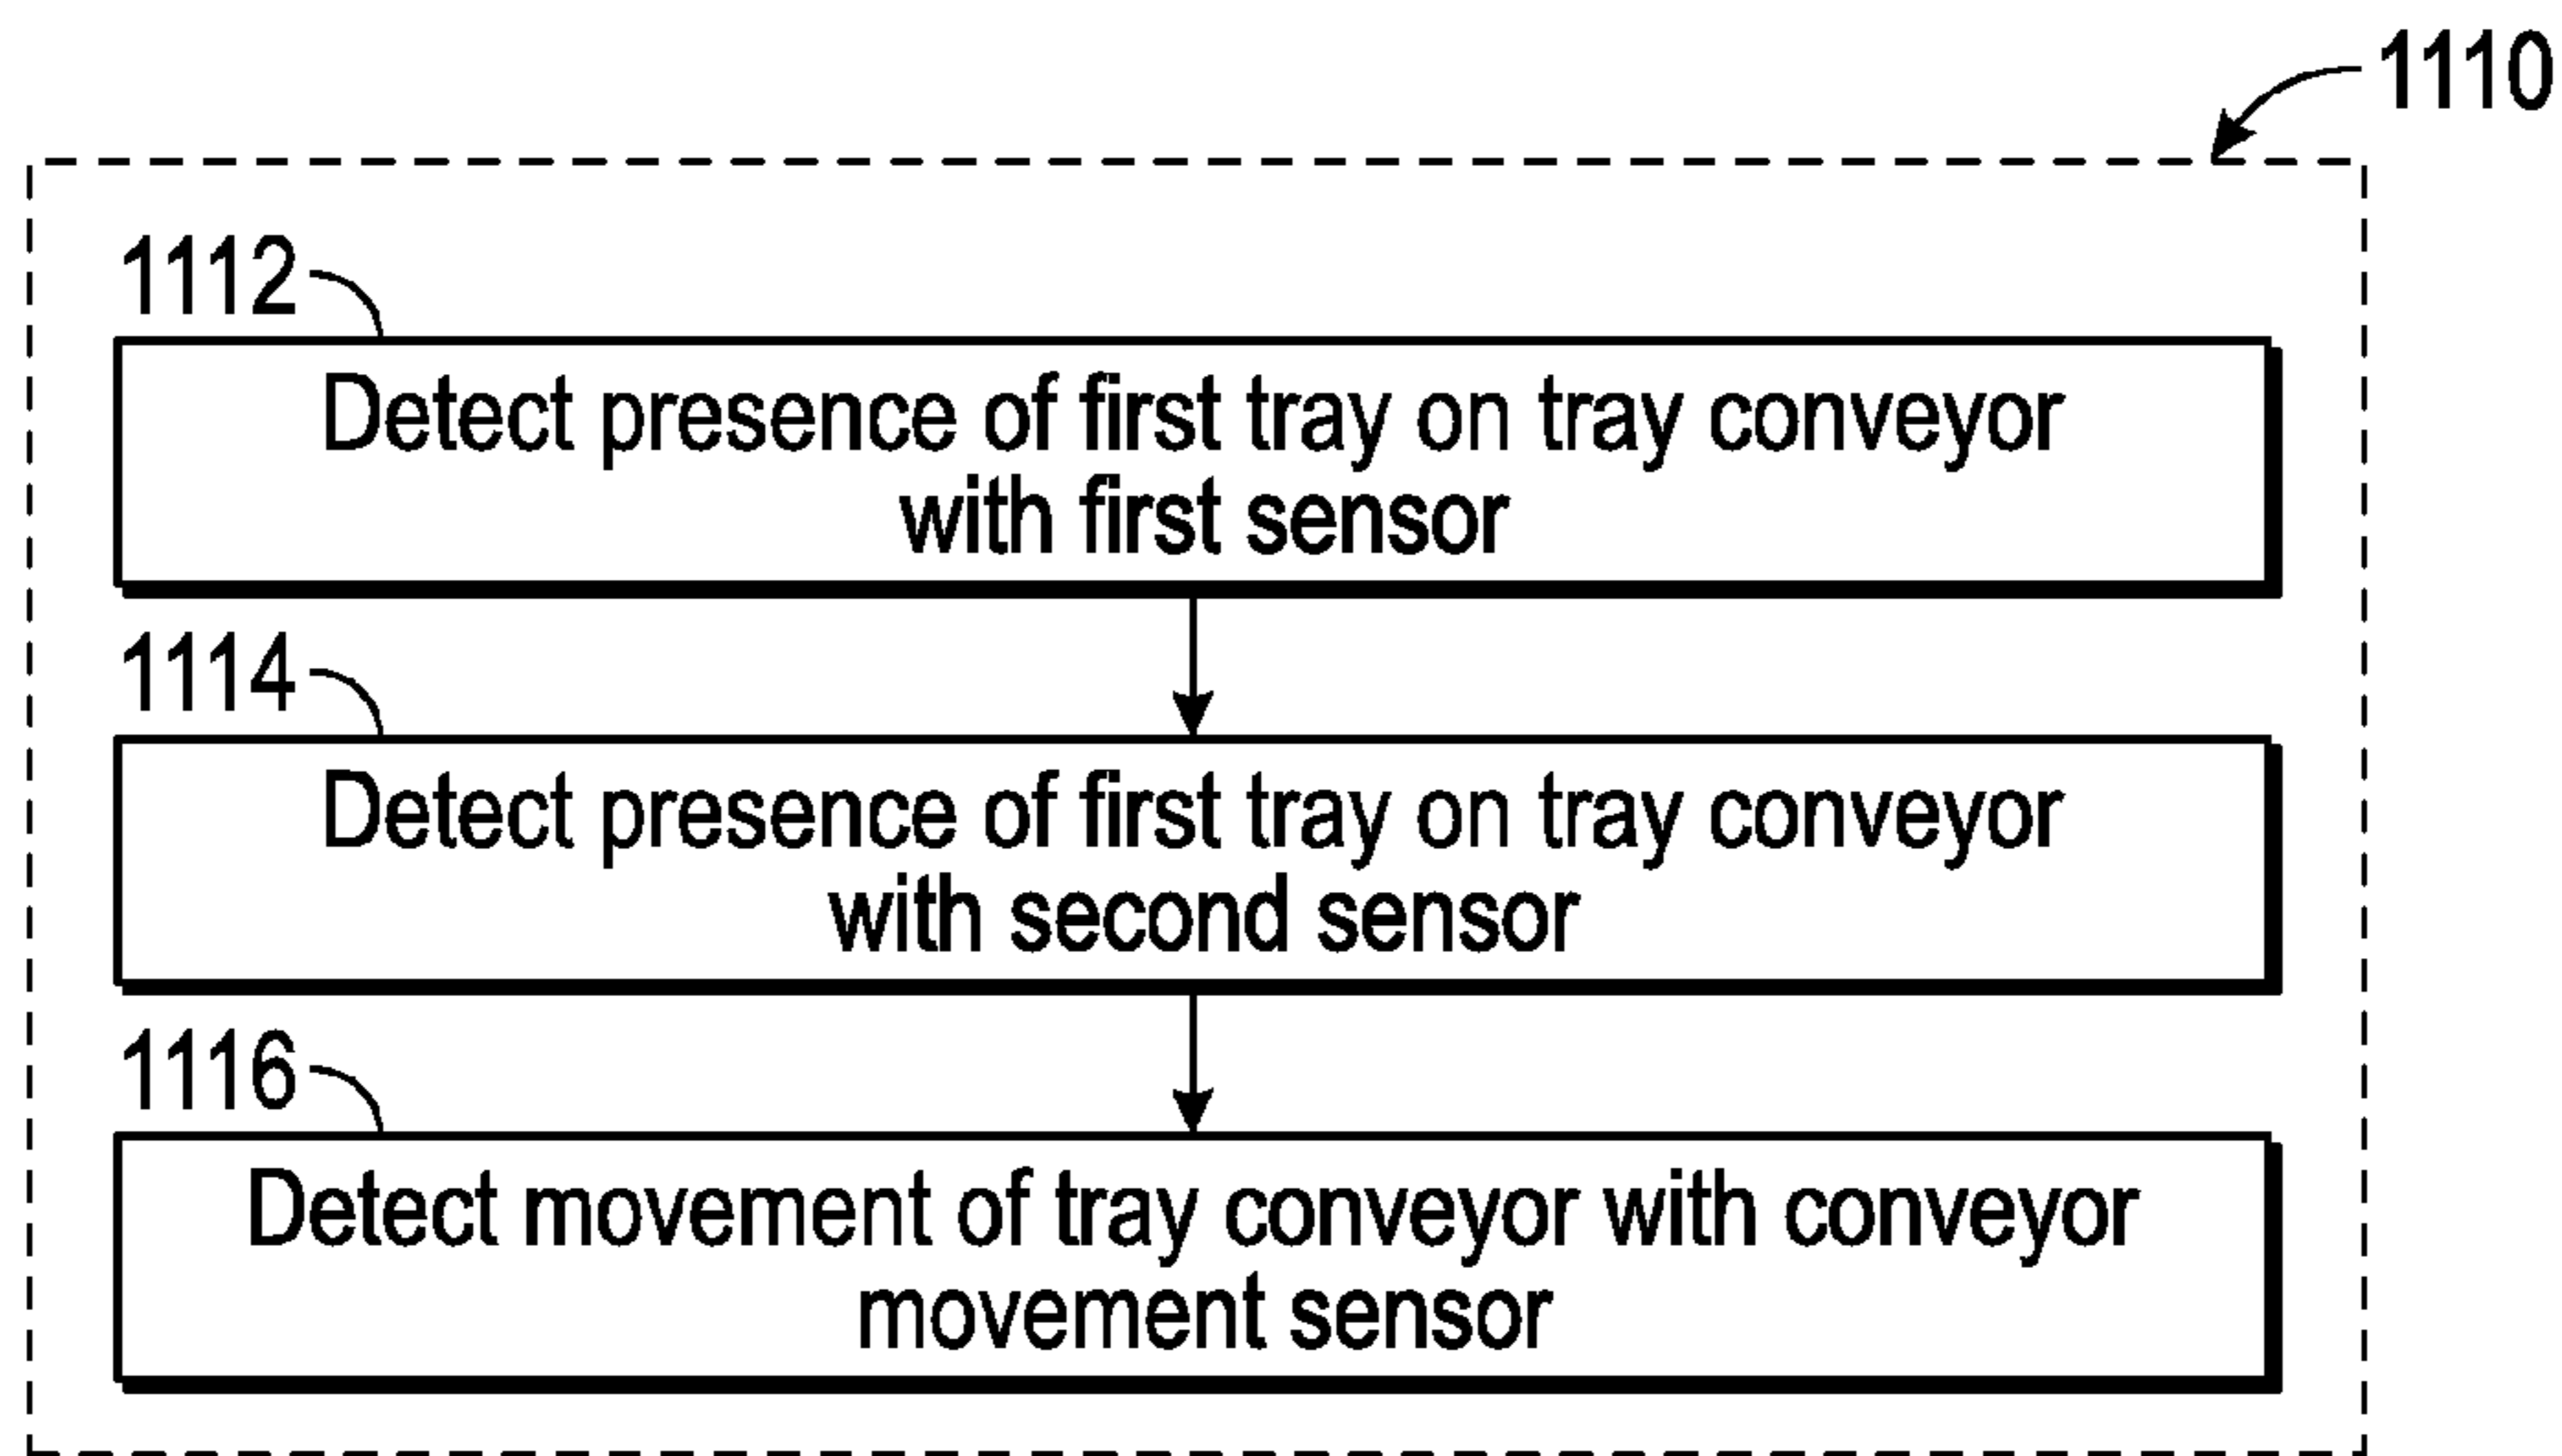 1110
1112
Detect presence of first tray on tray conveyor
with first sensor
1114
Detect presence of first tray on tray conveyor
with second sensor
1116
Detect movement of tray conveyor with conveyor
movement sensor